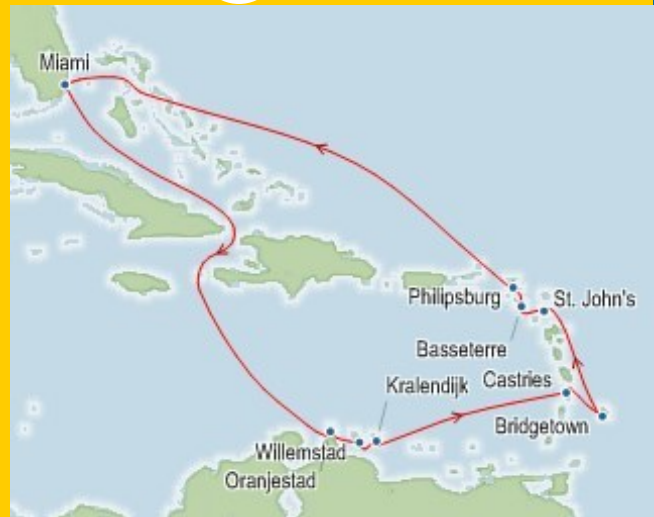 Miami
Philipsburg
St. John's
Basseterre
Kralendijk
Castries
Bridgetown
Willemstad
Oranjestad